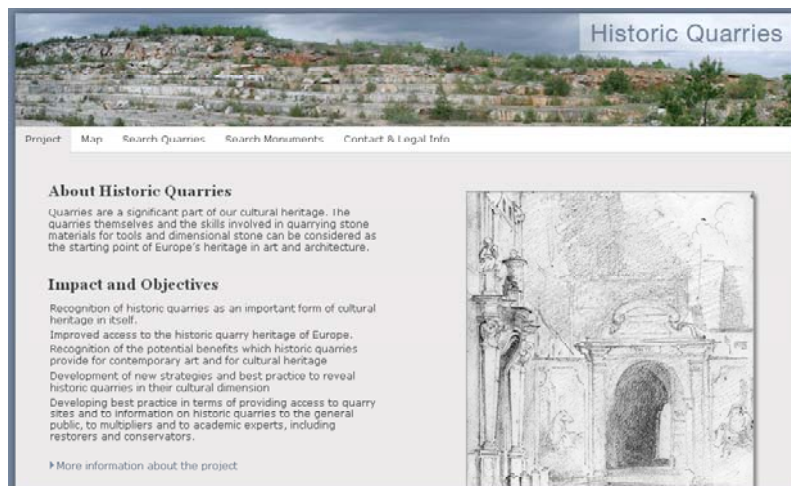 Historic Quarries
Project Map Search Quarries Search Monuments Contact & Legal Info
About Historic Quarries
Quarries are a significant part of our cultural heritage. The
quarries themselves and the skills involved in quarrying stone
materials for tools and dimensional stone can be considered as
the starting point of Europe's heritage in art and architecture.
Impact and Objectives
Recognition of historic quarries as an important form of cultural
heritage in itself.
Improved access to the historic quarry heritage of Europe.
Recognition of the potential benefits which historic quarries
provide for contemporary art and for cultural heritage
Development of new strategies and best practice to reveal
historic quarries in their cultural dimension
Developing best practice in terms of providing access to quarry
sites and to information on historic quarries to the general
public, to multipliers and to academic experts, including
restorers and conservators.
More information about the project